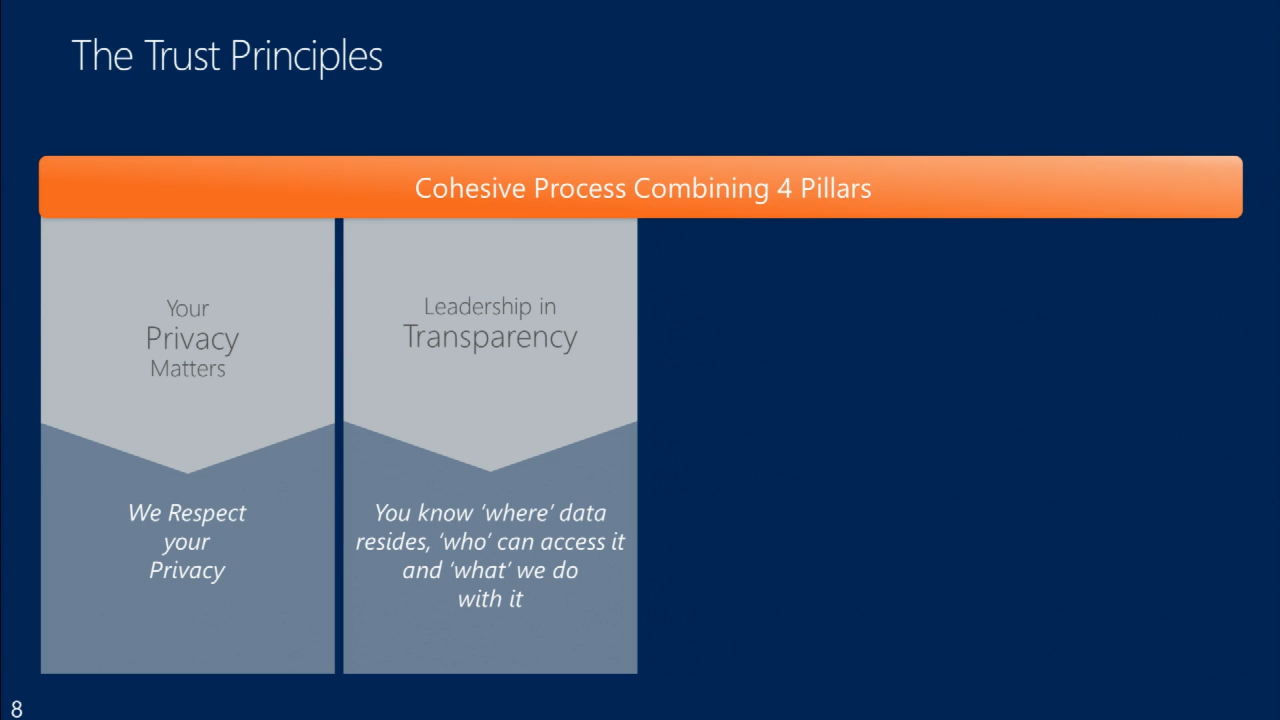 The Trust Principles
Cohesive Process Combining 4 Pillars
Your
Privacy
Matters
We Respect
your
Privacy
Leadership in
Transparency
You know ‘where’ data
resides, ‘who’ can access it
and ‘what’ we do
with it
8